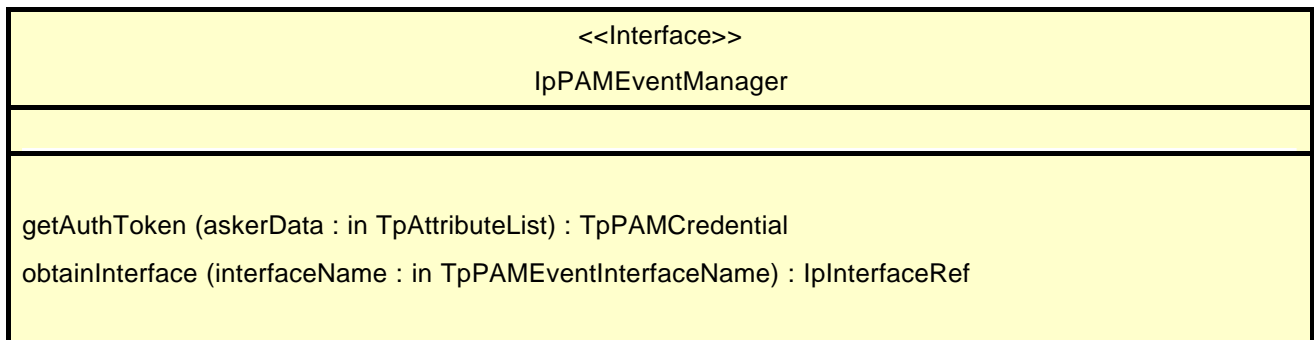 <<Interface>>
IpPAMEventManager
getAuthToken (askerData : in TpAttributeList) : TpPAMCredential
obtainInterface (interfaceName : in TpPAMEventInterfaceName) : IpInterfaceRef